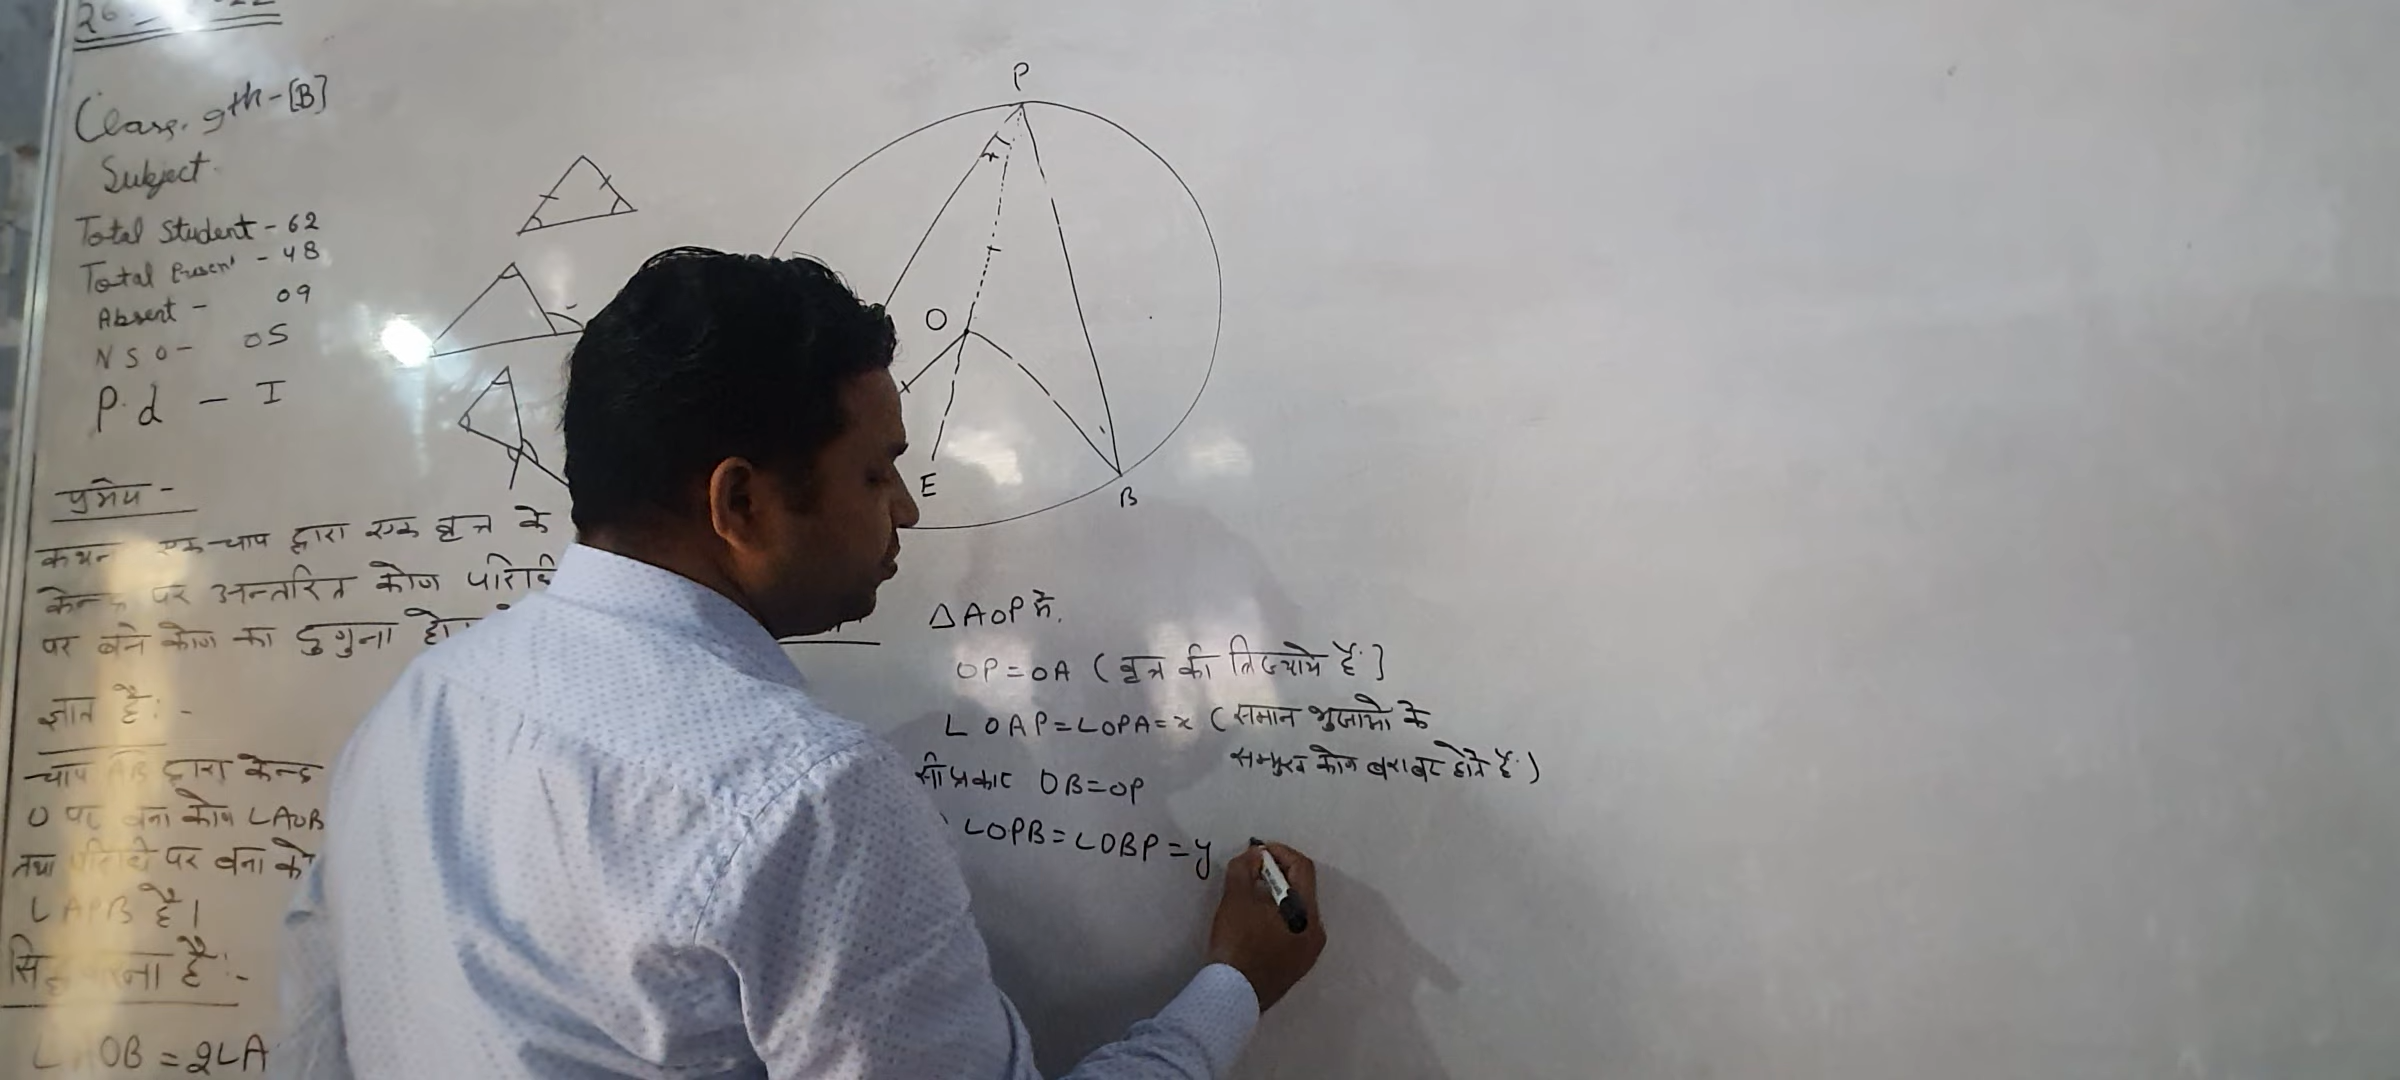 Class. 9th - [B]
Subject.
Total Student - 62
Total Present - 48
Absent - 09
N S O - 05
P.d - I
प्रमेय -
कथन एक चाप द्वारा एक वृत्त के
केन्द्र पर अन्तरित कोण परिधि
पर बने कोण का दुगुना
ज्ञात है :-
चाप AB द्वारा केन्द्र
O पर बना कोण ∠AOB
तथा परिधि पर बना
∠APB है।
करना है :-
∠AOB = 2∠A
P
x
O
E
B
△AOP में.
OP = OA ( वृत्त की त्रिज्याये हैं ]
∠OAP = ∠OPA = x ( समान भुजाओ के
सम्मुख कोण बराबर होते हैं )
प्रकार OB = OP
∠OPB = ∠OBP = y